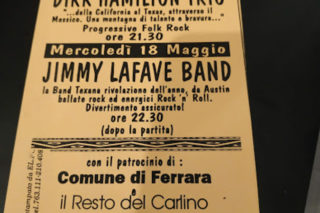 DIRK HAMILTON TRIO
"...dalla California al Texas, attraverso il
Messico. Una montagna di talento e bravura..."
Progressive Folk Rock
ore 21.30
Mercoledì 18 Maggio
JIMMY LAFAVE BAND
la Band Texana rivelazione dell'anno, da Austin
ballate rock ed energici Rock 'n' Roll.
Divertimento assicurato!
ore 22.30
(dopo la partita)
con il patrocinio di :
Comune di Ferrara
e
il Resto del Carlino